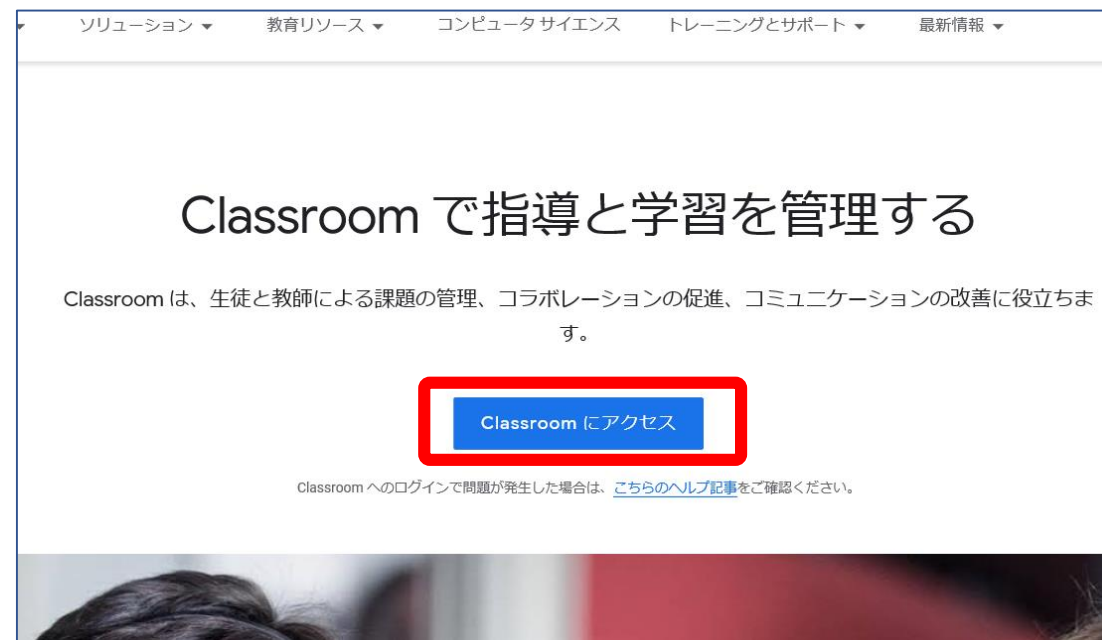 ソリューション 教育リソース コンピュータ サイエンス トレーニングとサポート 最新情報
Classroom で指導と学習を管理する
Classroom は、生徒と教師による課題の管理、コラボレーションの促進、コミュニケーションの改善に役立ちま
す。
Classroom にアクセス
Classroom へのログインで問題が発生した場合は、こちらのヘルプ記事をご確認ください。